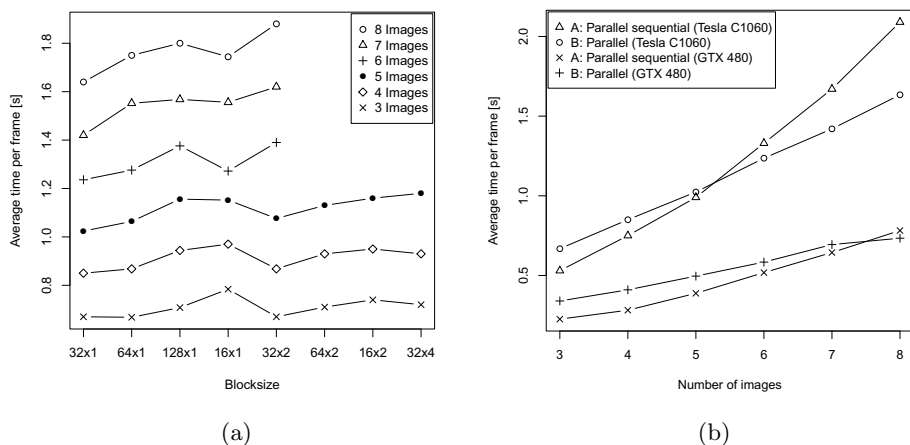 1.8
1.6
1.4
1.2
1.0
0.8
Average time per frame [s]
8 Images
7 Images
6 Images
5 Images
4 Images
3 Images
32x1 64x1 128x1 16x1 32x2 64x2 16x2 32x4
Blocksize
(a)
2.0
1.5
1.0
0.5
Average time per frame [s]
A: Parallel sequential (Tesla C1060)
B: Parallel (Tesla C1060)
A: Parallel sequential (GTX 480)
B: Parallel (GTX 480)
3 4 5 6 7 8
Number of images
(b)